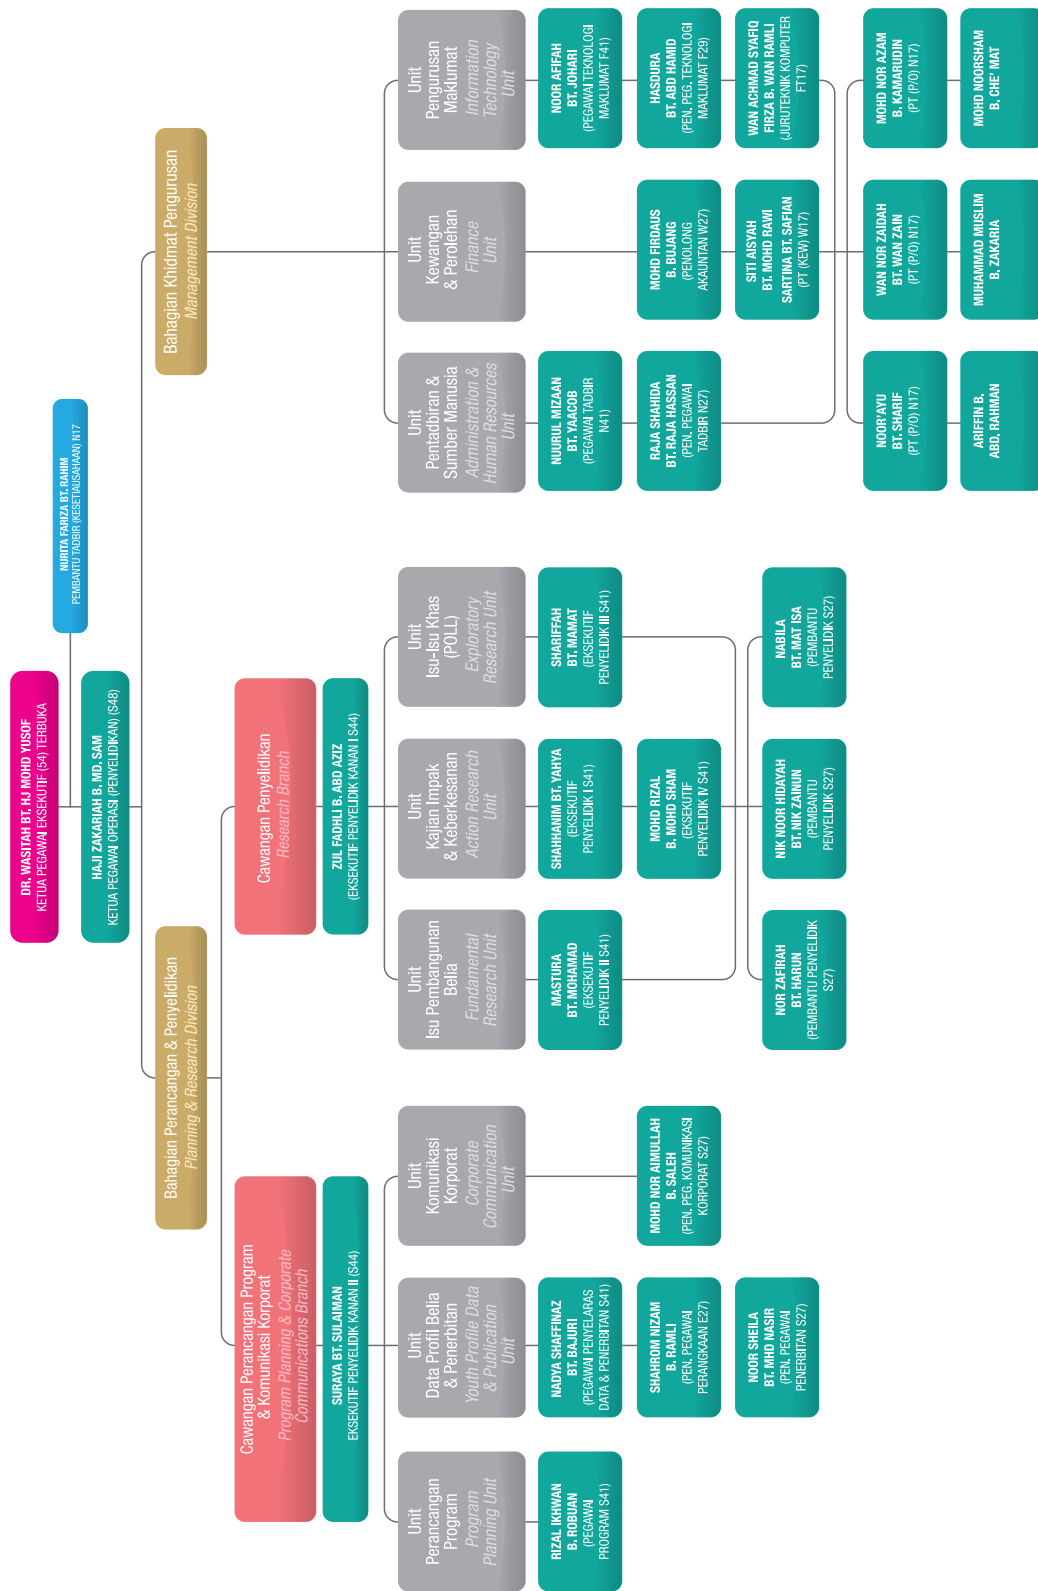 DR. WASITAH BT. HJ MOHD YUSOF
KETUA PEGAWAI EKSEKUTIF (54) TERBUKA
NURITA FARIZA BT. RAHIM
PEMBANTU TADBIR (KESETIAUSAHAAN) N17
HAJI ZAKARIAH B. MD. SAM
KETUA PEGAWAI OPERASI (PENYELIDIKAN) (S48)
Bahagian Perancangan & Penyelidikan
Planning & Research Division
Bahagian Khidmat Pengurusan
Management Division
Cawangan Perancangan Program
& Komunikasi Korporat
Program Planning & Corporate
Communications Branch
SURAYA BT. SULAIMAN
EKSEKUTIF PENYELIDIK KANAN II (S44)
Cawangan Penyelidikan
Research Branch
ZUL FADHLI B. ABD AZIZ
(EKSEKUTIF PENYELIDIK KANAN I S44)
Unit
Perancangan
Program
Program
Planning Unit
RIZAL IKHWAN
B. ROBUAN
(PEGAWAI
PROGRAM S41)
Unit
Data Profil Belia
& Penerbitan
Youth Profile Data
& Publication
Unit
NADYA SHAFFINAZ
BT. BAJURI
(PEGAWAI PENYELARAS
DATA & PENERBITAN S41)
SHAHROM NIZAM
B. RAMLI
(PEN. PEGAWAI
PERANGKAAN E27)
NOOR SHEILA
BT. MHD NASIR
(PEN. PEGAWAI
PENERBITAN S27)
Unit
Komunikasi
Korporat
Corporate
Communication
Unit
MOHD NOR AIMULLAH
B. SALEH
(PEN. PEG. KOMUNIKASI
KORPORAT S27)
Unit
Isu Pembangunan
Belia
Fundamental
Research Unit
MASTURA
BT. MOHAMAD
(EKSEKUTIF
PENYELIDIK II S41)
Unit
Kajian Impak
& Keberkesanan
Action Research
Unit
SHAHHANIM BT. YAHYA
(EKSEKUTIF
PENYELIDIK I S41)
MOHD RIZAL
B. MOHD SHAM
(EKSEKUTIF
PENYELIDIK IV S41)
Unit
Isu-Isu Khas
(POLL)
Exploratory
Research Unit
SHARIFFAH
BT. MAMAT
(EKSEKUTIF
PENYELIDIK III S41)
NOR ZAFIRAH
BT. HARUN
(PEMBANTU PENYELIDIK
S27)
NIK NOOR HIDAYAH
BT. NIK ZAINUN
(PEMBANTU
PENYELIDIK S27)
NABILA
BT. MAT ISA
(PEMBANTU
PENYELIDIK S27)
Unit
Pentadbiran &
Sumber Manusia
Administration &
Human Resources
Unit
NUURUL MIZAAN
BT. YAACOB
(PEGAWAI TADBIR
N41)
RAJA SHAHIDA
BT. RAJA HASSAN
(PEN. PEGAWAI
TADBIR N27)
Unit
Kewangan
& Perolehan
Finance
Unit
MOHD FIRDAUS
B. BUJANG
(PENOLONG
AKAUNTAN W27)
SITI AISYAH
BT. MOHD RAWI
SARTINA BT. SAFIAN
(PT (KEW) W17)
Unit
Pengurusan
Maklumat
Information
Technology
Unit
NOOR AFIFAH
BT. JOHARI
(PEGAWAI TEKNOLOGI
MAKLUMAT F41)
HASDURA
BT. ABD HAMID
(PEN. PEG. TEKNOLOGI
MAKLUMAT F29)
WAN ACHMAD SYAFIQ
FIRZA B. WAN RAMLI
(JURUTEKNIK KOMPUTER
FT17)
NOOR'AYU
BT. SHARIF
(PT (P/O) N17)
WAN NOR ZAIDAH
BT. WAN ZAIN
(PT (P/O) N17)
MOHD NOR AZAM
B. KAMARUDIN
(PT (P/O) N17)
ARIFFIN B.
ABD, RAHMAN
MUHAMMAD MUSLIM
B. ZAKARIA
MOHD NOORSHAM
B. CHE' MAT